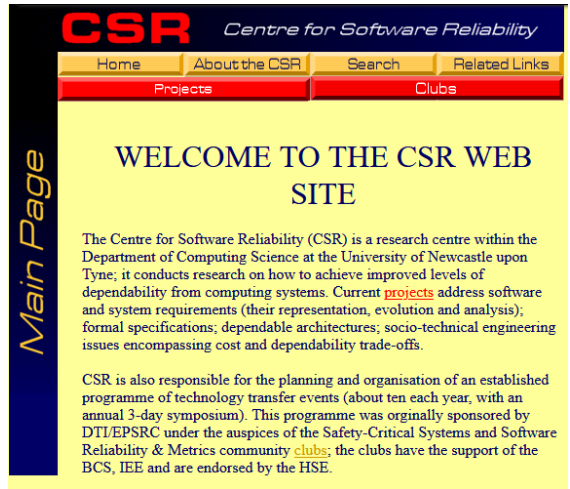 CSR Centre for Software Reliability
Home About the CSR Search Related Links
Projects Clubs
Main Page
WELCOME TO THE CSR WEB
SITE
The Centre for Software Reliability (CSR) is a research centre within the
Department of Computing Science at the University of Newcastle upon
Tyne; it conducts research on how to achieve improved levels of
dependability from computing systems. Current projects address software
and system requirements (their representation, evolution and analysis);
formal specifications; dependable architectures; socio-technical engineering
issues encompassing cost and dependability trade-offs.
CSR is also responsible for the planning and organisation of an established
programme of technology transfer events (about ten each year, with an
annual 3-day symposium). This programme was orginally sponsored by
DTI/EPSRC under the auspices of the Safety-Critical Systems and Software
Reliability & Metrics community clubs; the clubs have the support of the
BCS, IEE and are endorsed by the HSE.